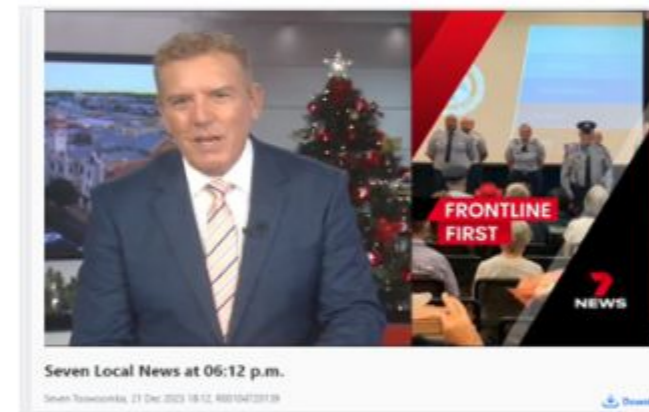 FRONTLINE
FIRST
7
NEWS
Seven Local News at 06:12 p.m.
Seven Toowoomba, 21 Dec 2023 18:12,